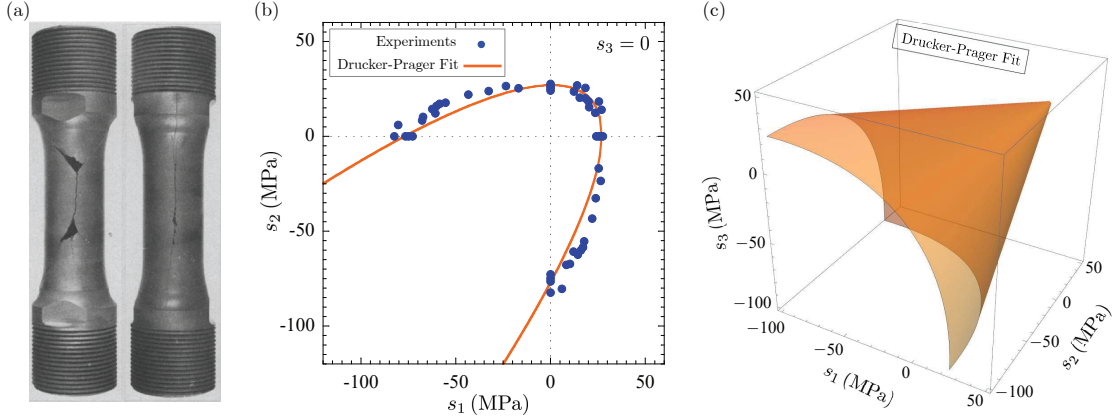 (a)
(b)
(c)
Experiments
Drucker-Prager Fit
s₃ = 0
50
0
-50
-100
s₂ (MPa)
-100
-50
0
50
s₁ (MPa)
Drucker-Prager Fit
50
0
-50
-100
s₃ (MPa)
-100
-50
0
50
s₁ (MPa)
50
0
-50
-100
s₂ (MPa)